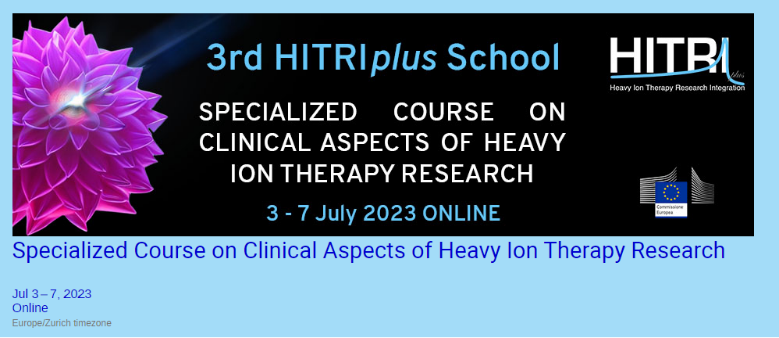 3rd HITRIplus School
HITRI
plus
Heavy Ion Therapy Research Integration
SPECIALIZED COURSE ON
CLINICAL ASPECTS OF HEAVY
ION THERAPY RESEARCH
Commissione
Europea
3 - 7 July 2023 ONLINE
Specialized Course on Clinical Aspects of Heavy Ion Therapy Research
Jul 3 – 7, 2023
Online
Europe/Zurich timezone